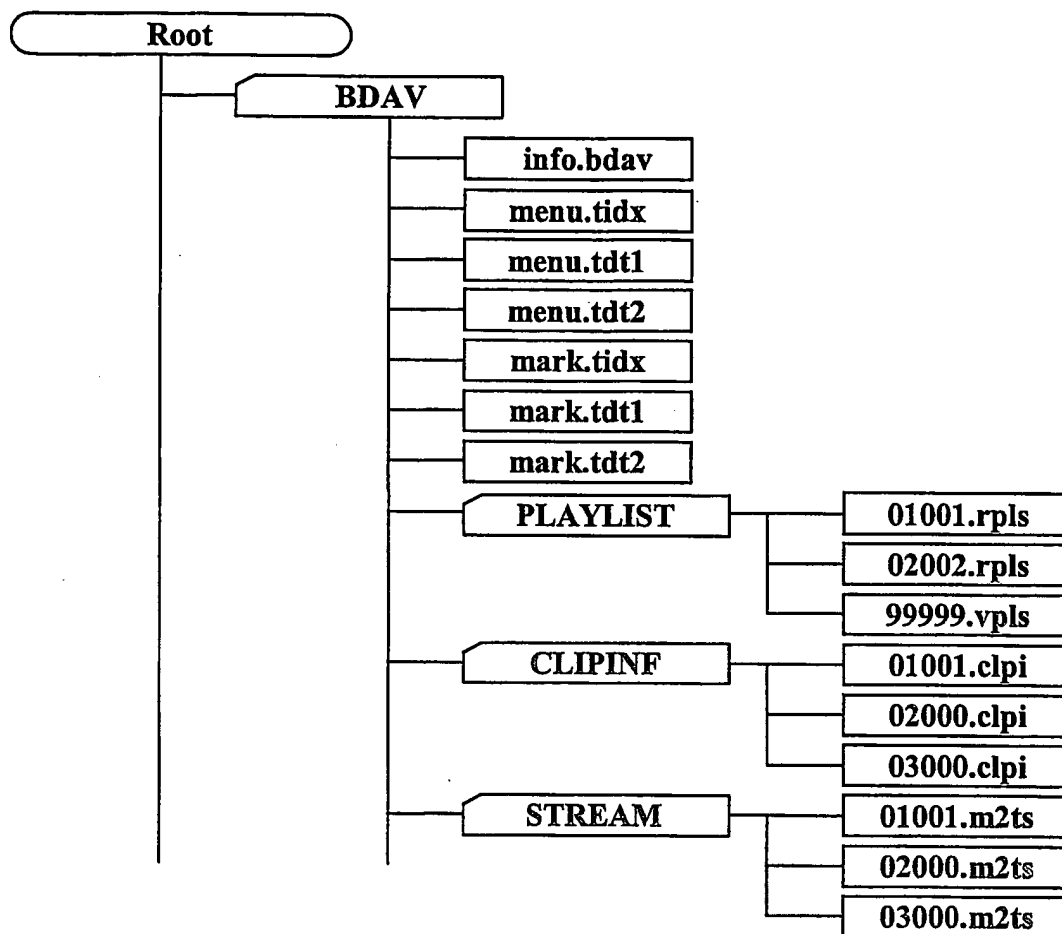 Root
BDAV
info.bdav
menu.tidx
menu.tdt1
menu.tdt2
mark.tidx
mark.tdt1
mark.tdt2
PLAYLIST
01001.rpls
02002.rpls
99999.vpls
CLIPINF
01001.clpi
02000.clpi
03000.clpi
STREAM
01001.m2ts
02000.m2ts
03000.m2ts